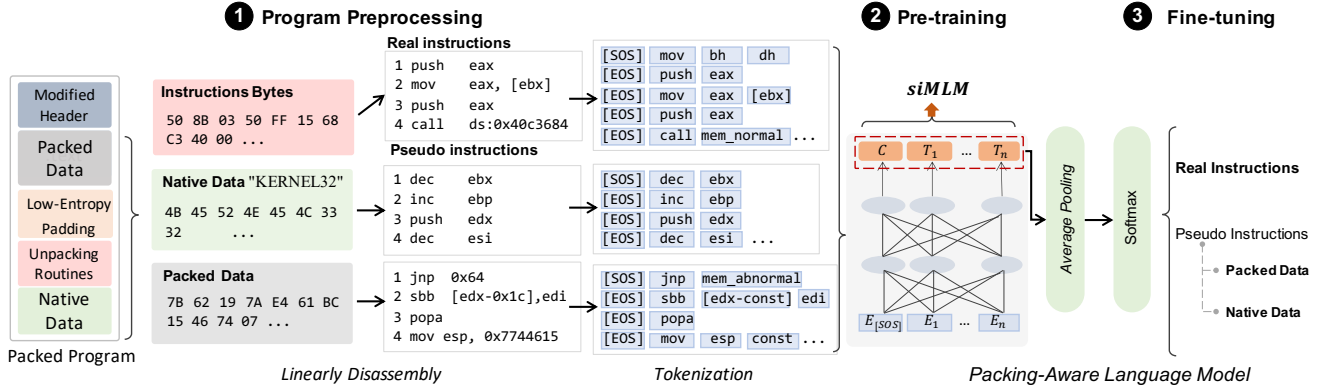 1 Program Preprocessing
2 Pre-training
3 Fine-tuning
Modified
Header
Packed
Data
Low-Entropy
Padding
Unpacking
Routines
Native
Data
Packed Program
Instructions Bytes
50 8B 03 50 FF 15 68
C3 40 00 ...
Native Data "KERNEL32"
4B 45 52 4E 45 4C 33
32 ...
Packed Data
7B 62 19 7A E4 61 BC
15 46 74 07 ...
Real instructions
1 push eax
2 mov eax, [ebx]
3 push eax
4 call ds:0x40c3684
Pseudo instructions
1 dec ebx
2 inc ebp
3 push edx
4 dec esi
1 jnp 0x64
2 sbb [edx-0x1c],edi
3 popa
4 mov esp, 0x7744615
Linearly Disassembly
[SOS] mov bh dh
[EOS] push eax
[EOS] mov eax [ebx]
[EOS] push eax
[EOS] call mem_normal ...
[SOS] dec ebx
[EOS] inc ebp
[EOS] push edx
[EOS] dec esi ...
[SOS] jnp mem_abnormal
[EOS] sbb [edx-const] edi
[EOS] popa
[EOS] mov esp const ...
Tokenization
siMLM
C T1 ... Tn
E[SOS] E1 ... En
Average Pooling
Softmax
Real Instructions
Pseudo Instructions
Packed Data
Native Data
Packing-Aware Language Model